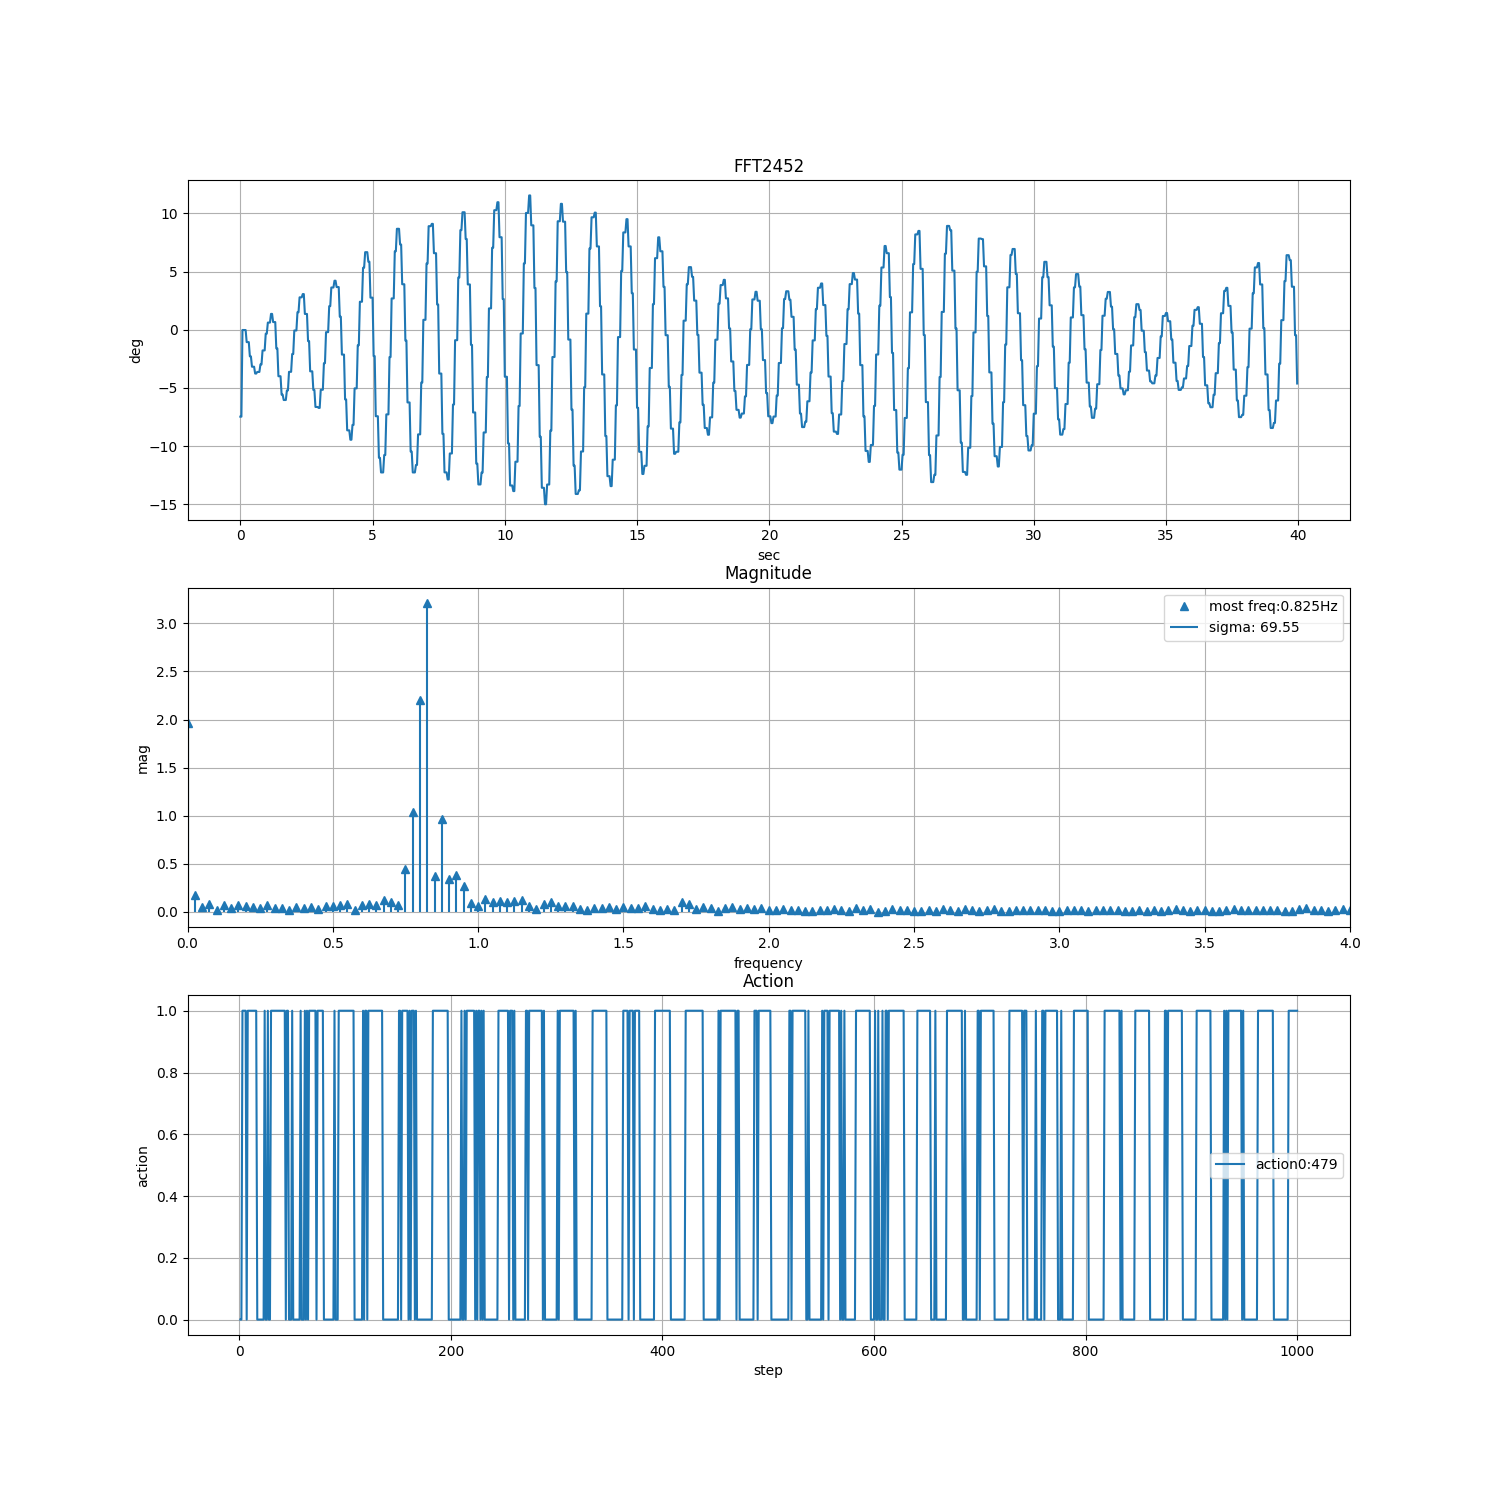 FFT2452
10
5
0
−5
−10
−15
deg
0 5 10 15 20 25 30 35 40
sec
Magnitude
most freq:0.825Hz
sigma: 69.55
3.0
2.5
2.0
1.5
1.0
0.5
0.0
mag
0.0 0.5 1.0 1.5 2.0 2.5 3.0 3.5 4.0
frequency
Action
1.0
0.8
0.6
0.4
0.2
0.0
action
action0:479
0 200 400 600 800 1000
step